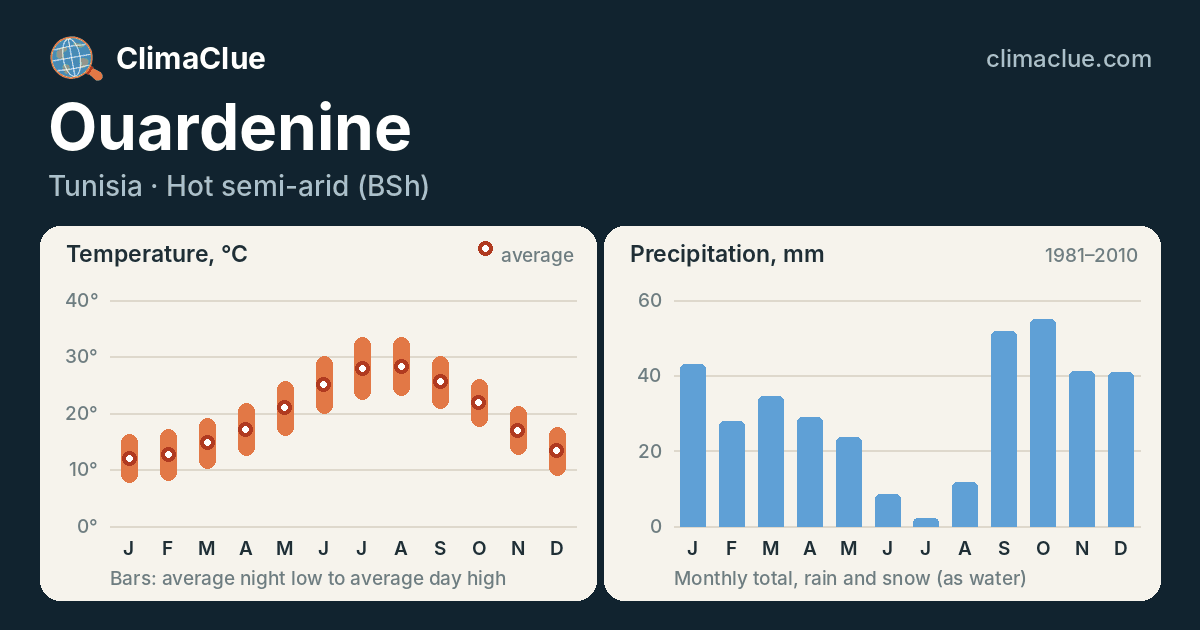 ClimaClue
climaclue.com
Ouardenine
Tunisia · Hot semi-arid (BSh)
Temperature, °C
average
40°
30°
20°
10°
0°
J F M A M J J A S O N D
Bars: average night low to average day high
Precipitation, mm
1981–2010
60
40
20
0
J F M A M J J A S O N D
Monthly total, rain and snow (as water)